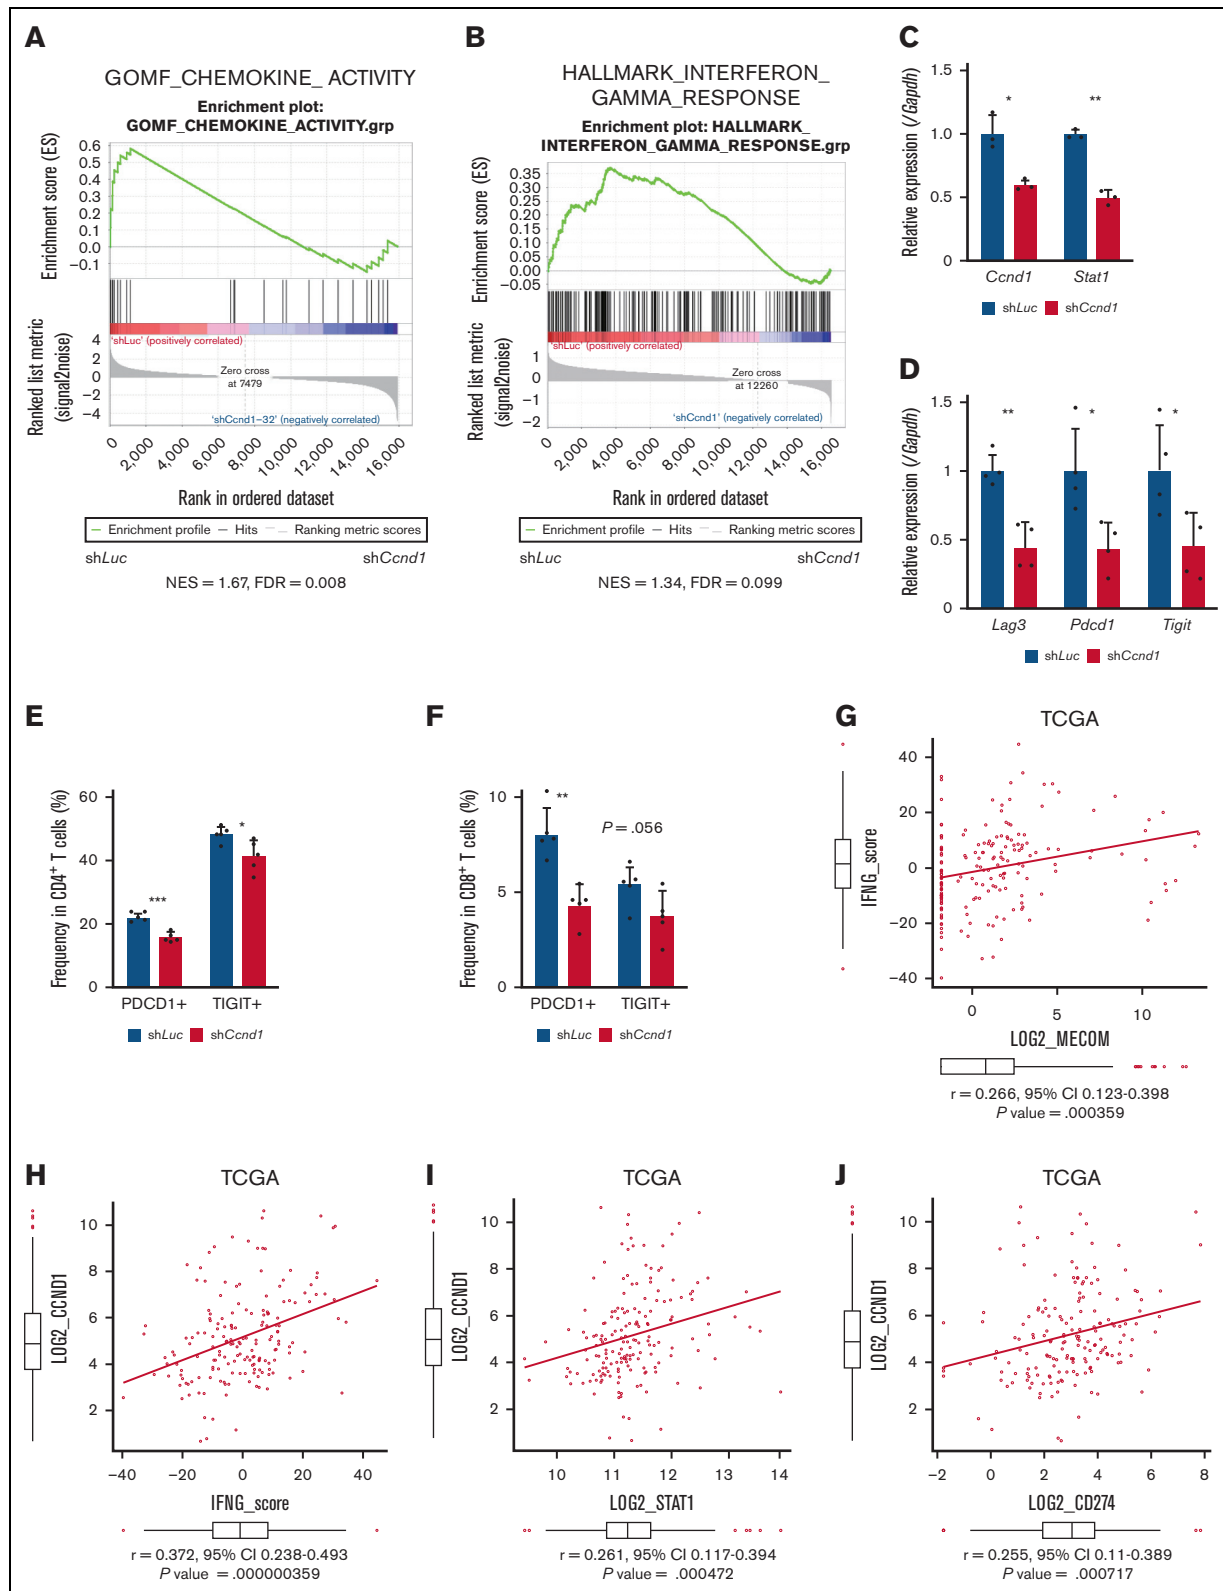 A
GOMF_CHEMOKINE_ ACTIVITY
Enrichment plot:
GOMF_CHEMOKINE_ACTIVITY.grp
Enrichment score (ES)
0.6
0.5
0.4
0.3
0.2
0.1
0.0
−0.1
'shLuc' (positively correlated)
Ranked list metric
(signal2noise)
4
2
0
−2
−4
Zero cross
at 7479
'shCcnd1−32' (negatively correlated)
0
2,000
4,000
6,000
8,000
10,000
12,000
14,000
16,000
Rank in ordered dataset
Enrichment profile
Hits
Ranking metric scores
shLuc
shCcnd1
NES = 1.67, FDR = 0.008
B
HALLMARK_INTERFERON_
GAMMA_RESPONSE
Enrichment plot: HALLMARK_
INTERFERON_GAMMA_RESPONSE.grp
Enrichment score (ES)
0.35
0.30
0.25
0.20
0.15
0.10
0.05
0.00
−0.05
'shLuc' (positively correlated)
Ranked list metric
(signal2noise)
1
0
−1
−2
Zero cross
at 12260
'shCcnd1' (negatively correlated)
0
2,000
4,000
6,000
8,000
10,000
12,000
14,000
16,000
Rank in ordered dataset
Enrichment profile
Hits
Ranking metric scores
shLuc
shCcnd1
NES = 1.34, FDR = 0.099
C
Relative expression (/Gapdh)
1.5
1.0
0.5
0
*
**
Ccnd1
Stat1
shLuc
shCcnd1
D
Relative expression (/Gapdh)
1.5
1
0.5
0
**
*
*
Lag3
Pdcd1
Tigit
shLuc
shCcnd1
E
Frequency in CD4+ T cells (%)
60
40
20
0
***
*
PDCD1+
TIGIT+
shLuc
shCcnd1
F
Frequency in CD8+ T cells (%)
10
5
0
**
P = .056
PDCD1+
TIGIT+
shLuc
shCcnd1
G
TCGA
IFNG_score
40
20
0
−20
−40
0
5
10
LOG2_MECOM
r = 0.266, 95% CI 0.123-0.398
P value = .000359
H
TCGA
LOG2_CCND1
10
8
6
4
2
−40
−20
0
20
40
IFNG_score
r = 0.372, 95% CI 0.238-0.493
P value = .000000359
I
TCGA
LOG2_CCND1
10
8
6
4
2
10
11
12
13
14
LOG2_STAT1
r = 0.261, 95% CI 0.117-0.394
P value = .000472
J
TCGA
LOG2_CCND1
10
8
6
4
2
−2
0
2
4
6
8
LOG2_CD274
r = 0.255, 95% CI 0.11-0.389
P value = .000717